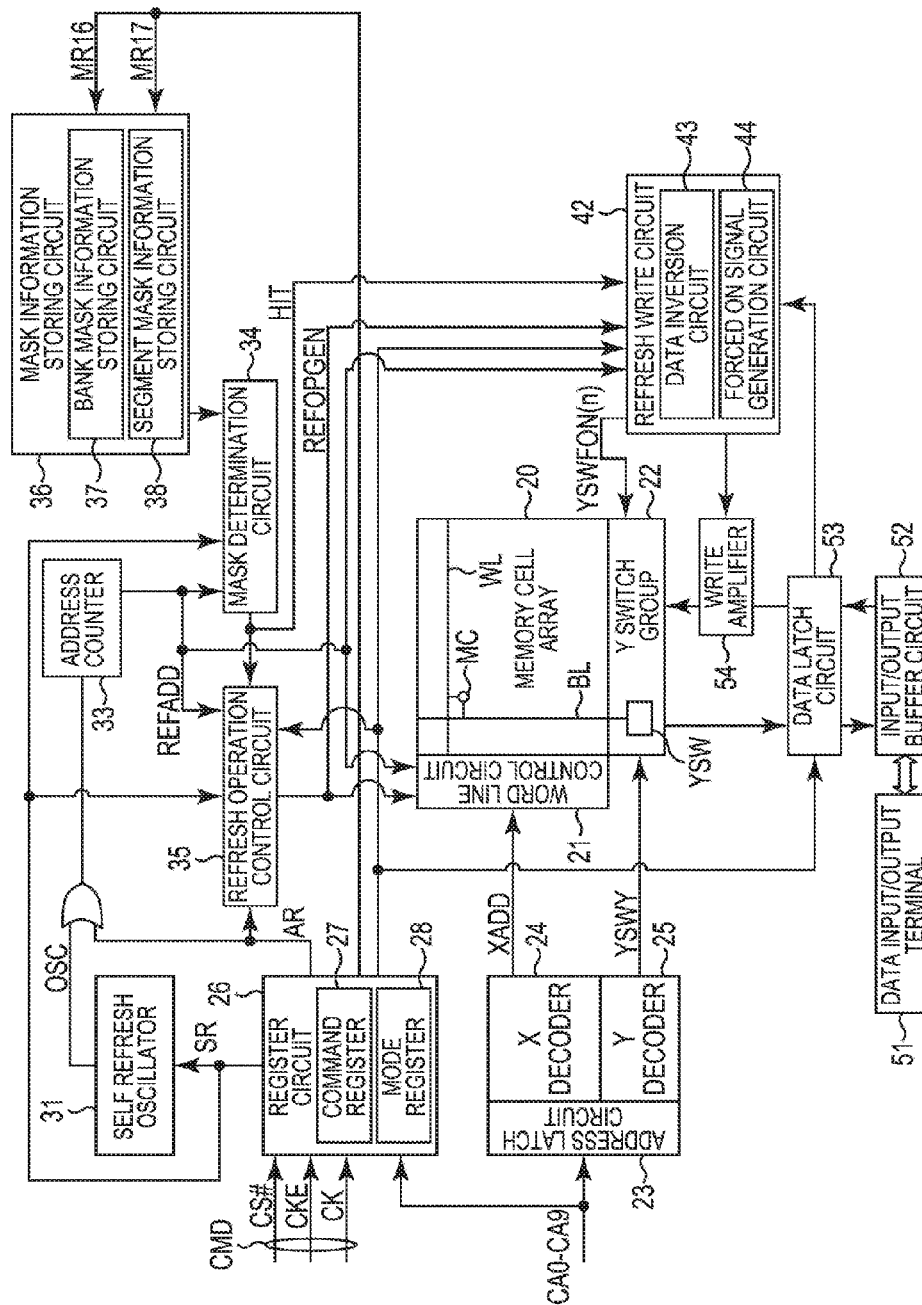 MASK INFORMATION
STORING CIRCUIT
BANK MASK INFORMATION
STORING CIRCUIT
SEGMENT MASK INFORMATION
STORING CIRCUIT
36
37
38
MR16
MR17
ADDRESS
COUNTER
33
MASK DETERMINATION
CIRCUIT
34
REFADD
REFRESH OPERATION
CONTROL CIRCUIT
35
HIT
REFOPGEN
OSC
AR
SELF REFRESH
OSCILLATOR
31
SR
26
REGISTER
CIRCUIT
COMMAND
REGISTER
27
MODE
REGISTER
28
CS#
CKE
CK
CMD
REFRESH WRITE CIRCUIT
42
DATA INVERSION
CIRCUIT
43
FORCED ON SIGNAL
GENERATION CIRCUIT
44
YSWFON(n)
WORD LINE
CONTROL CIRCUIT
21
MC
WL
MEMORY CELL
ARRAY
20
BL
Y SWITCH
GROUP
22
YSW
XADD
YSWY
ADDRESS LATCH
CIRCUIT
23
X
DECODER
24
Y
DECODER
25
CA0-CA9
WRITE
AMPLIFIER
54
DATA LATCH
CIRCUIT
53
INPUT/OUTPUT
BUFFER CIRCUIT
52
DATA INPUT/OUTPUT
TERMINAL
51